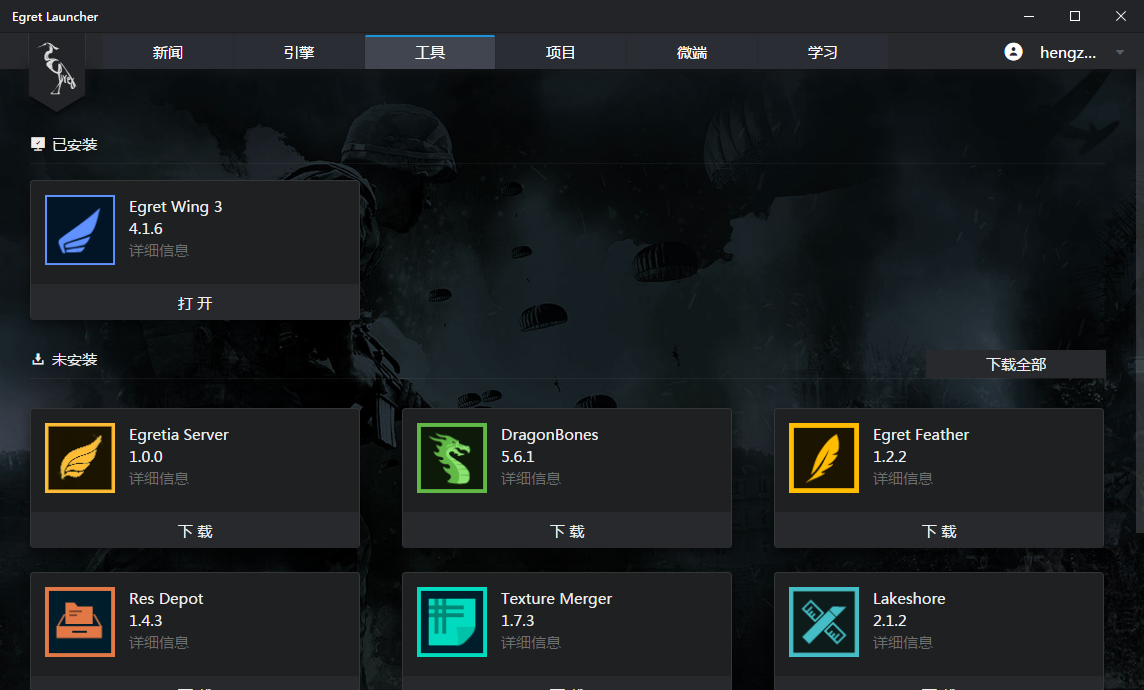 Egret Launcher
新闻
引擎
工具
项目
微端
学习
hengz...
已安装
Egret Wing 3
4.1.6
详细信息
打 开
未安装
下载全部
Egretia Server
1.0.0
详细信息
下 载
DragonBones
5.6.1
详细信息
下 载
Egret Feather
1.2.2
详细信息
下 载
Res Depot
1.4.3
详细信息
Texture Merger
1.7.3
详细信息
Lakeshore
2.1.2
详细信息